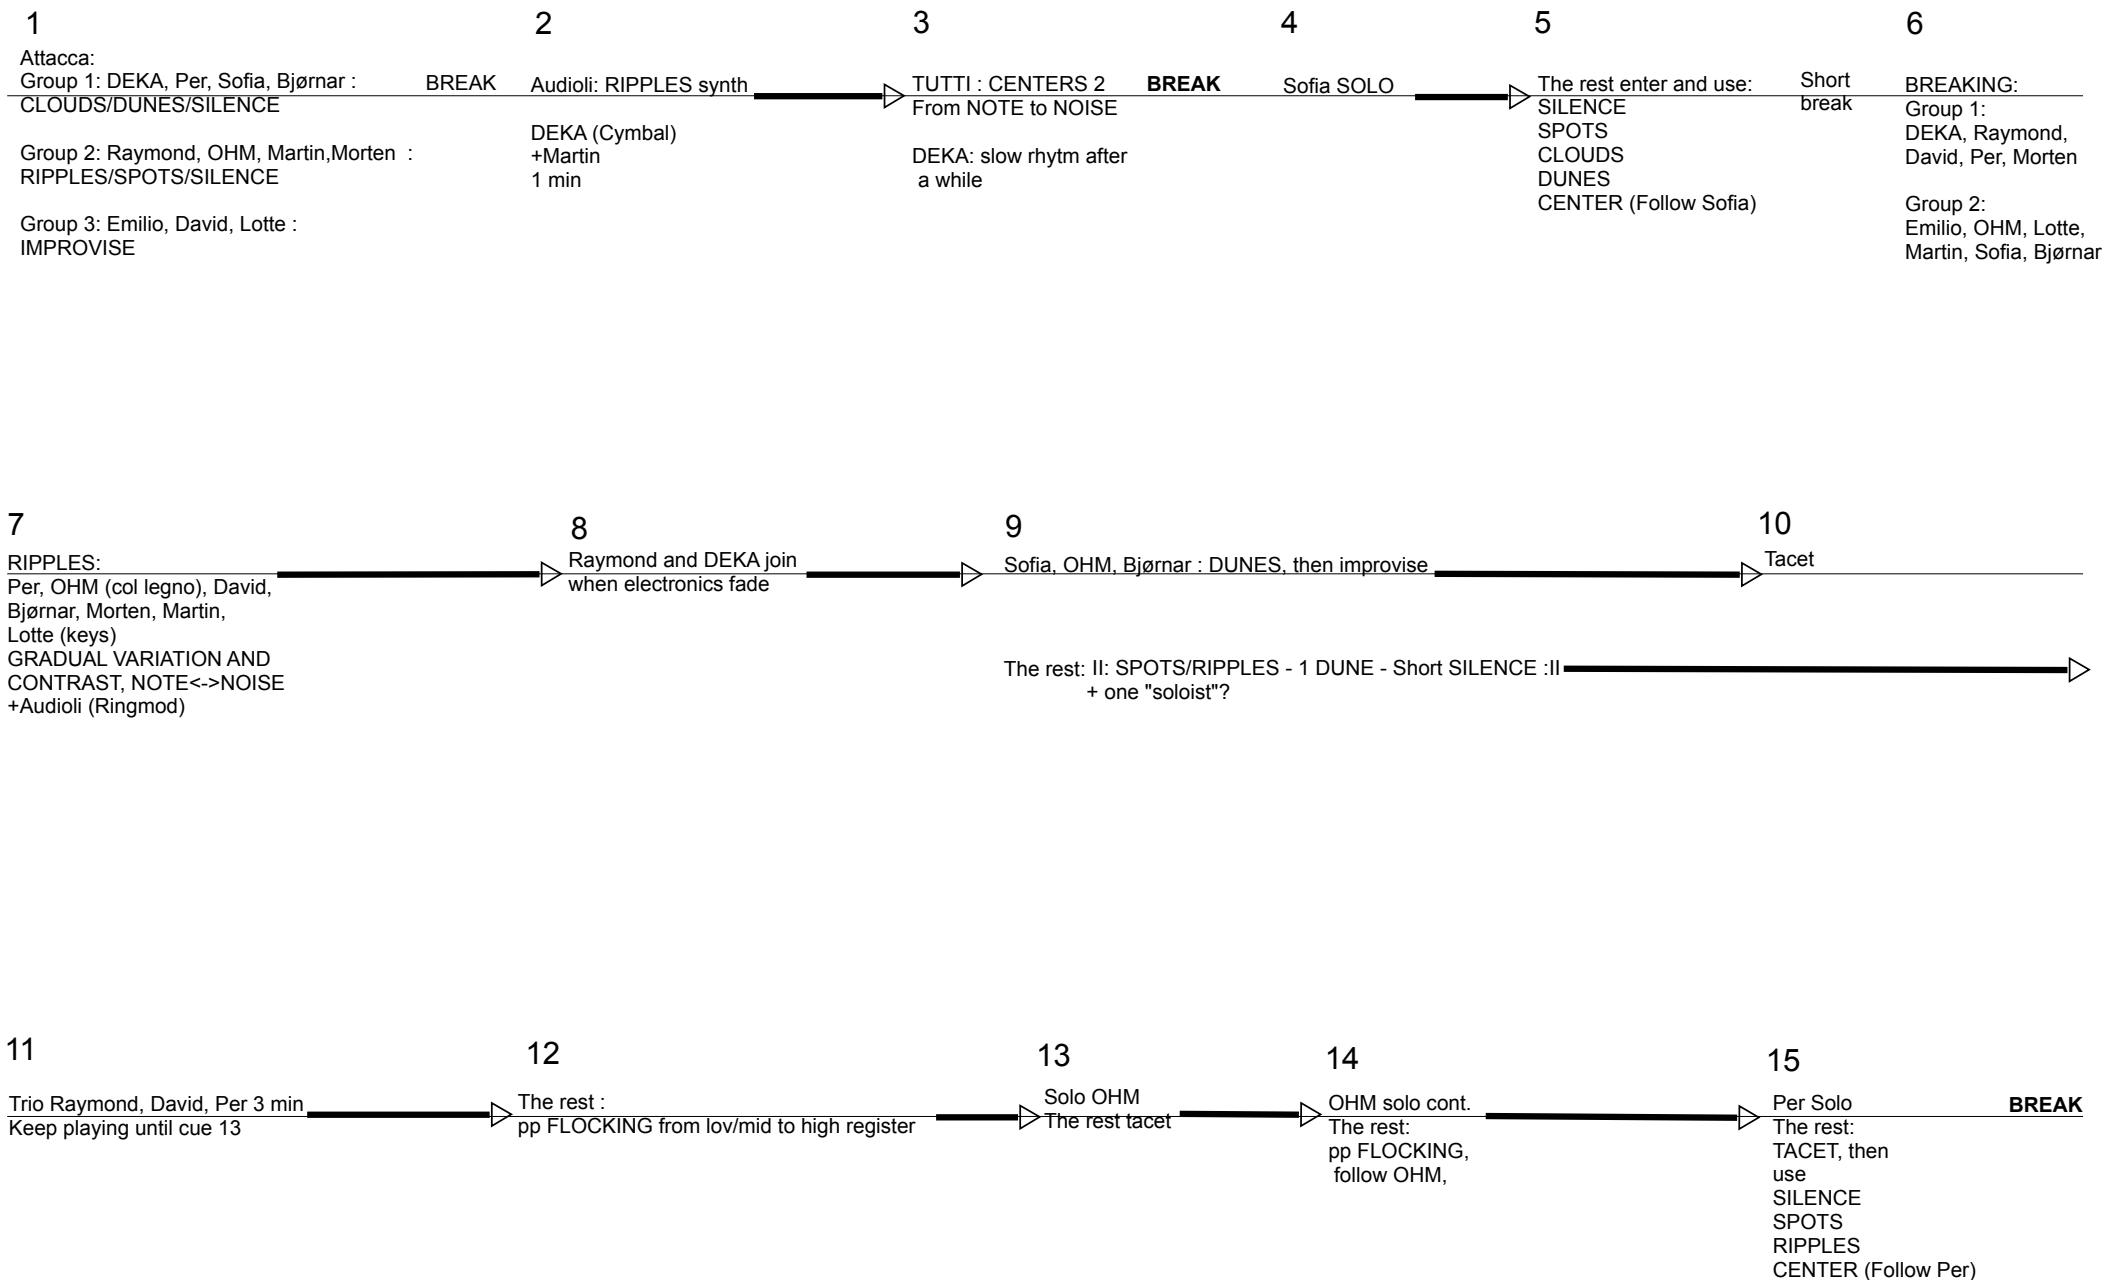 1
Attacca:
Group 1: DEKA, Per, Sofia, Bjørnar :
CLOUDS/DUNES/SILENCE
Group 2: Raymond, OHM, Martin,Morten :
RIPPLES/SPOTS/SILENCE
Group 3: Emilio, David, Lotte :
IMPROVISE
BREAK
2
Audioli: RIPPLES synth
DEKA (Cymbal)
+Martin
1 min
3
TUTTI : CENTERS 2
From NOTE to NOISE
DEKA: slow rhytm after
a while
BREAK
4
Sofia SOLO
5
The rest enter and use:
SILENCE
SPOTS
CLOUDS
DUNES
CENTER (Follow Sofia)
Short
break
6
BREAKING:
Group 1:
DEKA, Raymond,
David, Per, Morten
Group 2:
Emilio, OHM, Lotte,
Martin, Sofia, Bjørnar
7
RIPPLES:
Per, OHM (col legno), David,
Bjørnar, Morten, Martin,
Lotte (keys)
GRADUAL VARIATION AND
CONTRAST, NOTE<->NOISE
+Audioli (Ringmod)
8
Raymond and DEKA join
when electronics fade
9
Sofia, OHM, Bjørnar : DUNES, then improvise
The rest: II: SPOTS/RIPPLES - 1 DUNE - Short SILENCE :II
+ one "soloist"?
10
Tacet
11
Trio Raymond, David, Per 3 min
Keep playing until cue 13
12
The rest :
pp FLOCKING from lov/mid to high register
13
Solo OHM
The rest tacet
14
OHM solo cont.
The rest:
pp FLOCKING,
follow OHM,
15
Per Solo
The rest:
TACET, then
use
SILENCE
SPOTS
RIPPLES
CENTER (Follow Per)
BREAK